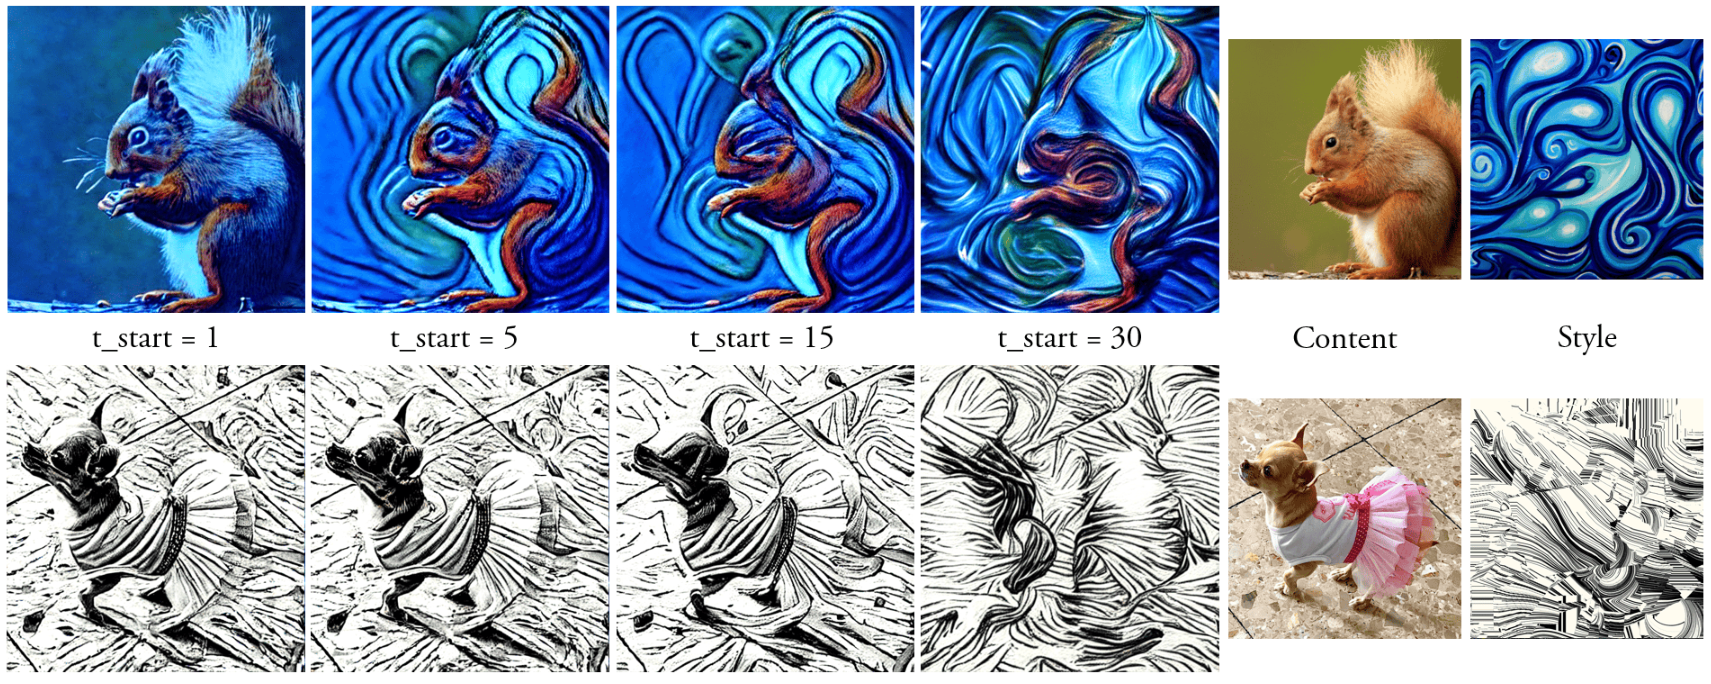 t_start = 1
t_start = 5
t_start = 15
t_start = 30
Content
Style